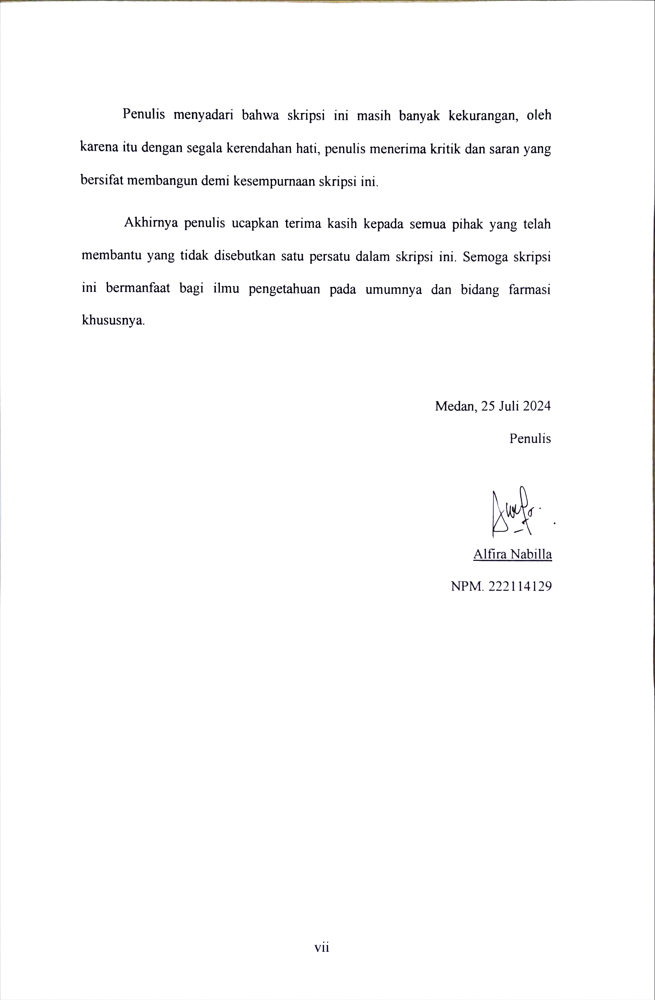 Penulis menyadari bahwa skripsi ini masih banyak kekurangan, oleh
karena itu dengan segala kerendahan hati, penulis menerima kritik dan saran yang
bersifat membangun demi kesempurnaan skripsi ini.
Akhirnya penulis ucapkan terima kasih kepada semua pihak yang telah
membantu yang tidak disebutkan satu persatu dalam skripsi ini. Semoga skripsi
ini bermanfaat bagi ilmu pengetahuan pada umumnya dan bidang farmasi
khususnya.
Medan, 25 Juli 2024
Penulis
Alfira Nabilla
NPM. 222114129
vii